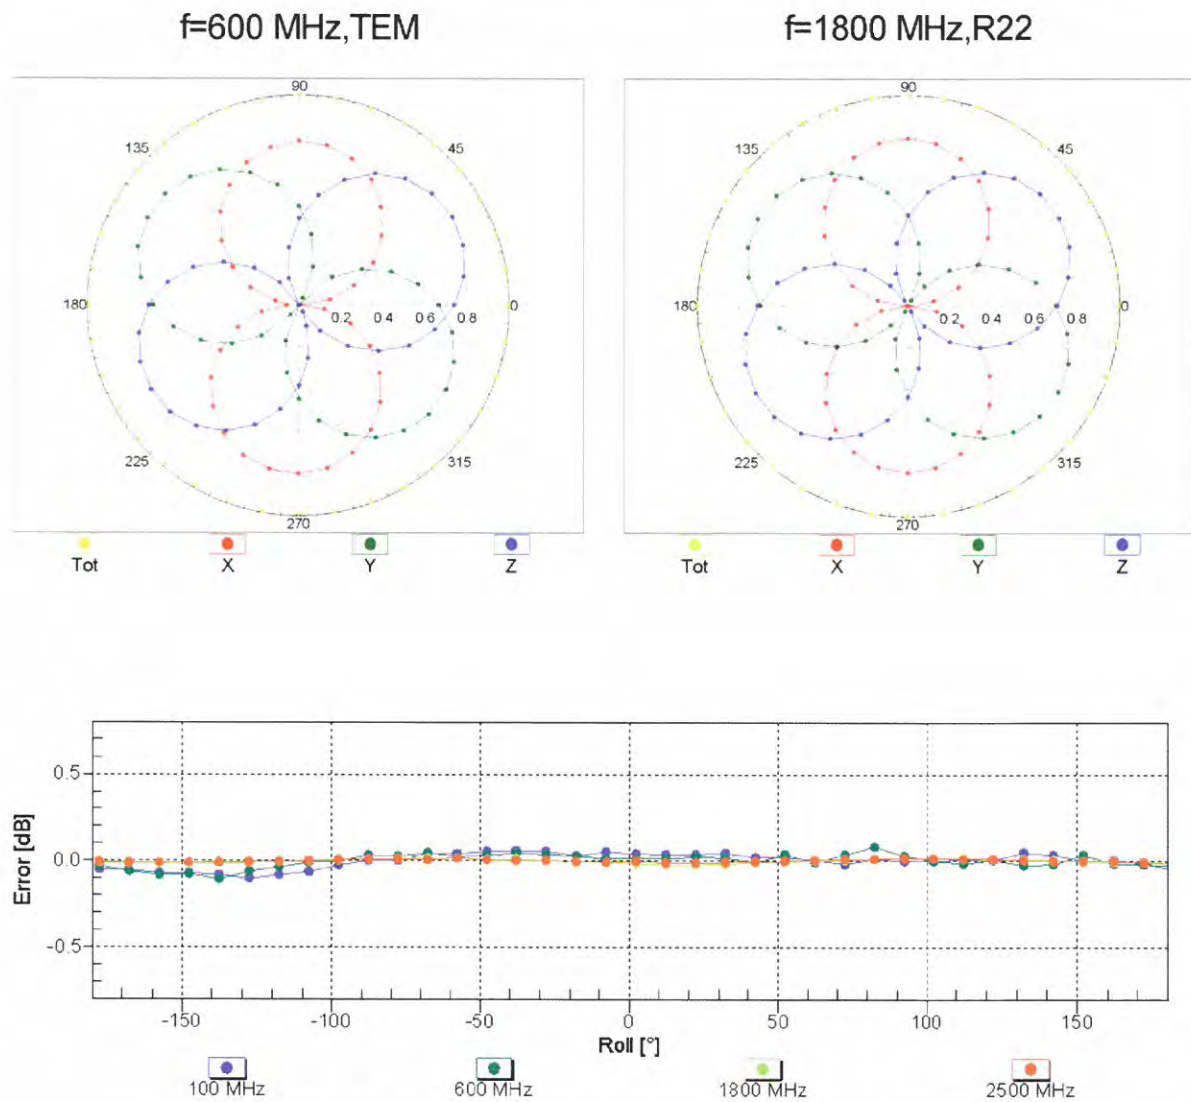 f=600 MHz,TEM
f=1800 MHz,R22
90
135
45
180
0.2 0.4 0.6 0.8
0
225
315
270
Tot X Y Z
90
135
45
180
0.2 0.4 0.6 0.8
0
225
315
270
Tot X Y Z
Error [dB]
0.5
0.0
-0.5
-150 -100 -50 0 50 100 150
Roll [°]
100 MHz 600 MHz 1800 MHz 2500 MHz